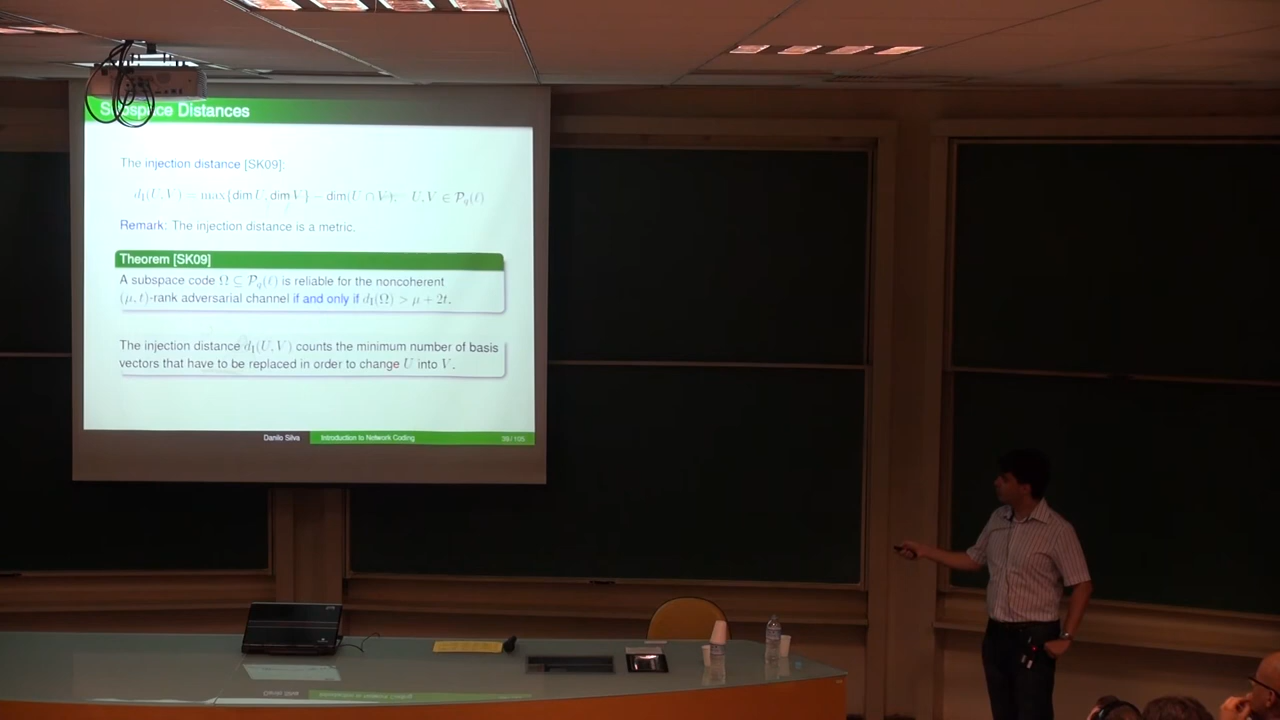 Subspace Distances
The injection distance [SK09]:
d_I(U, V) = max{dim U, dim V} − dim(U ∩ V), U, V ∈ P_q(ℓ)
Remark: The injection distance is a metric.
Theorem [SK09]
A subspace code Ω ⊆ P_q(ℓ) is reliable for the noncoherent
(μ, t)-rank adversarial channel if and only if d_I(Ω) > μ + 2t.
The injection distance d_I(U, V) counts the minimum number of basis
vectors that have to be replaced in order to change U into V.
Danilo Silva
Introduction to Network Coding
39 / 105